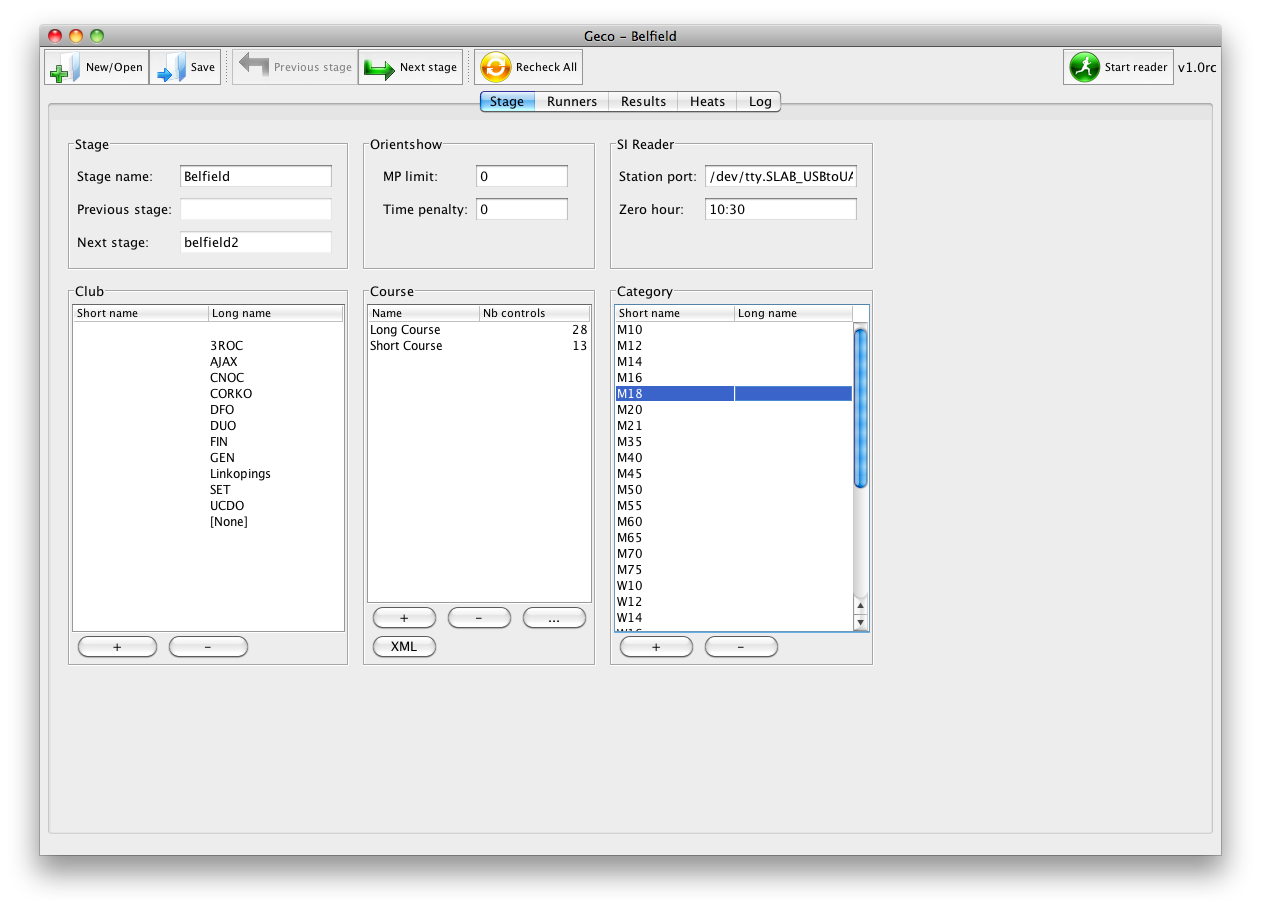 Geco - Belfield
New/Open Save Previous stage Next stage Recheck All Start reader v1.0rc
Stage Runners Results Heats Log
Stage
Stage name: Belfield
Previous stage:
Next stage: belfield2
Orientshow
MP limit: 0
Time penalty: 0
SI Reader
Station port: /dev/tty.SLAB_USBtoUA
Zero hour: 10:30
Club
Short name Long name
3ROC
AJAX
CNOC
CORKO
DFO
DUO
FIN
GEN
Linkopings
SET
UCDO
[None]
+ -
Course
Name Nb controls
Long Course 28
Short Course 13
+ - ...
XML
Category
Short name Long name
M10
M12
M14
M16
M18
M20
M21
M35
M40
M45
M50
M55
M60
M65
M70
M75
W10
W12
W14
+ -